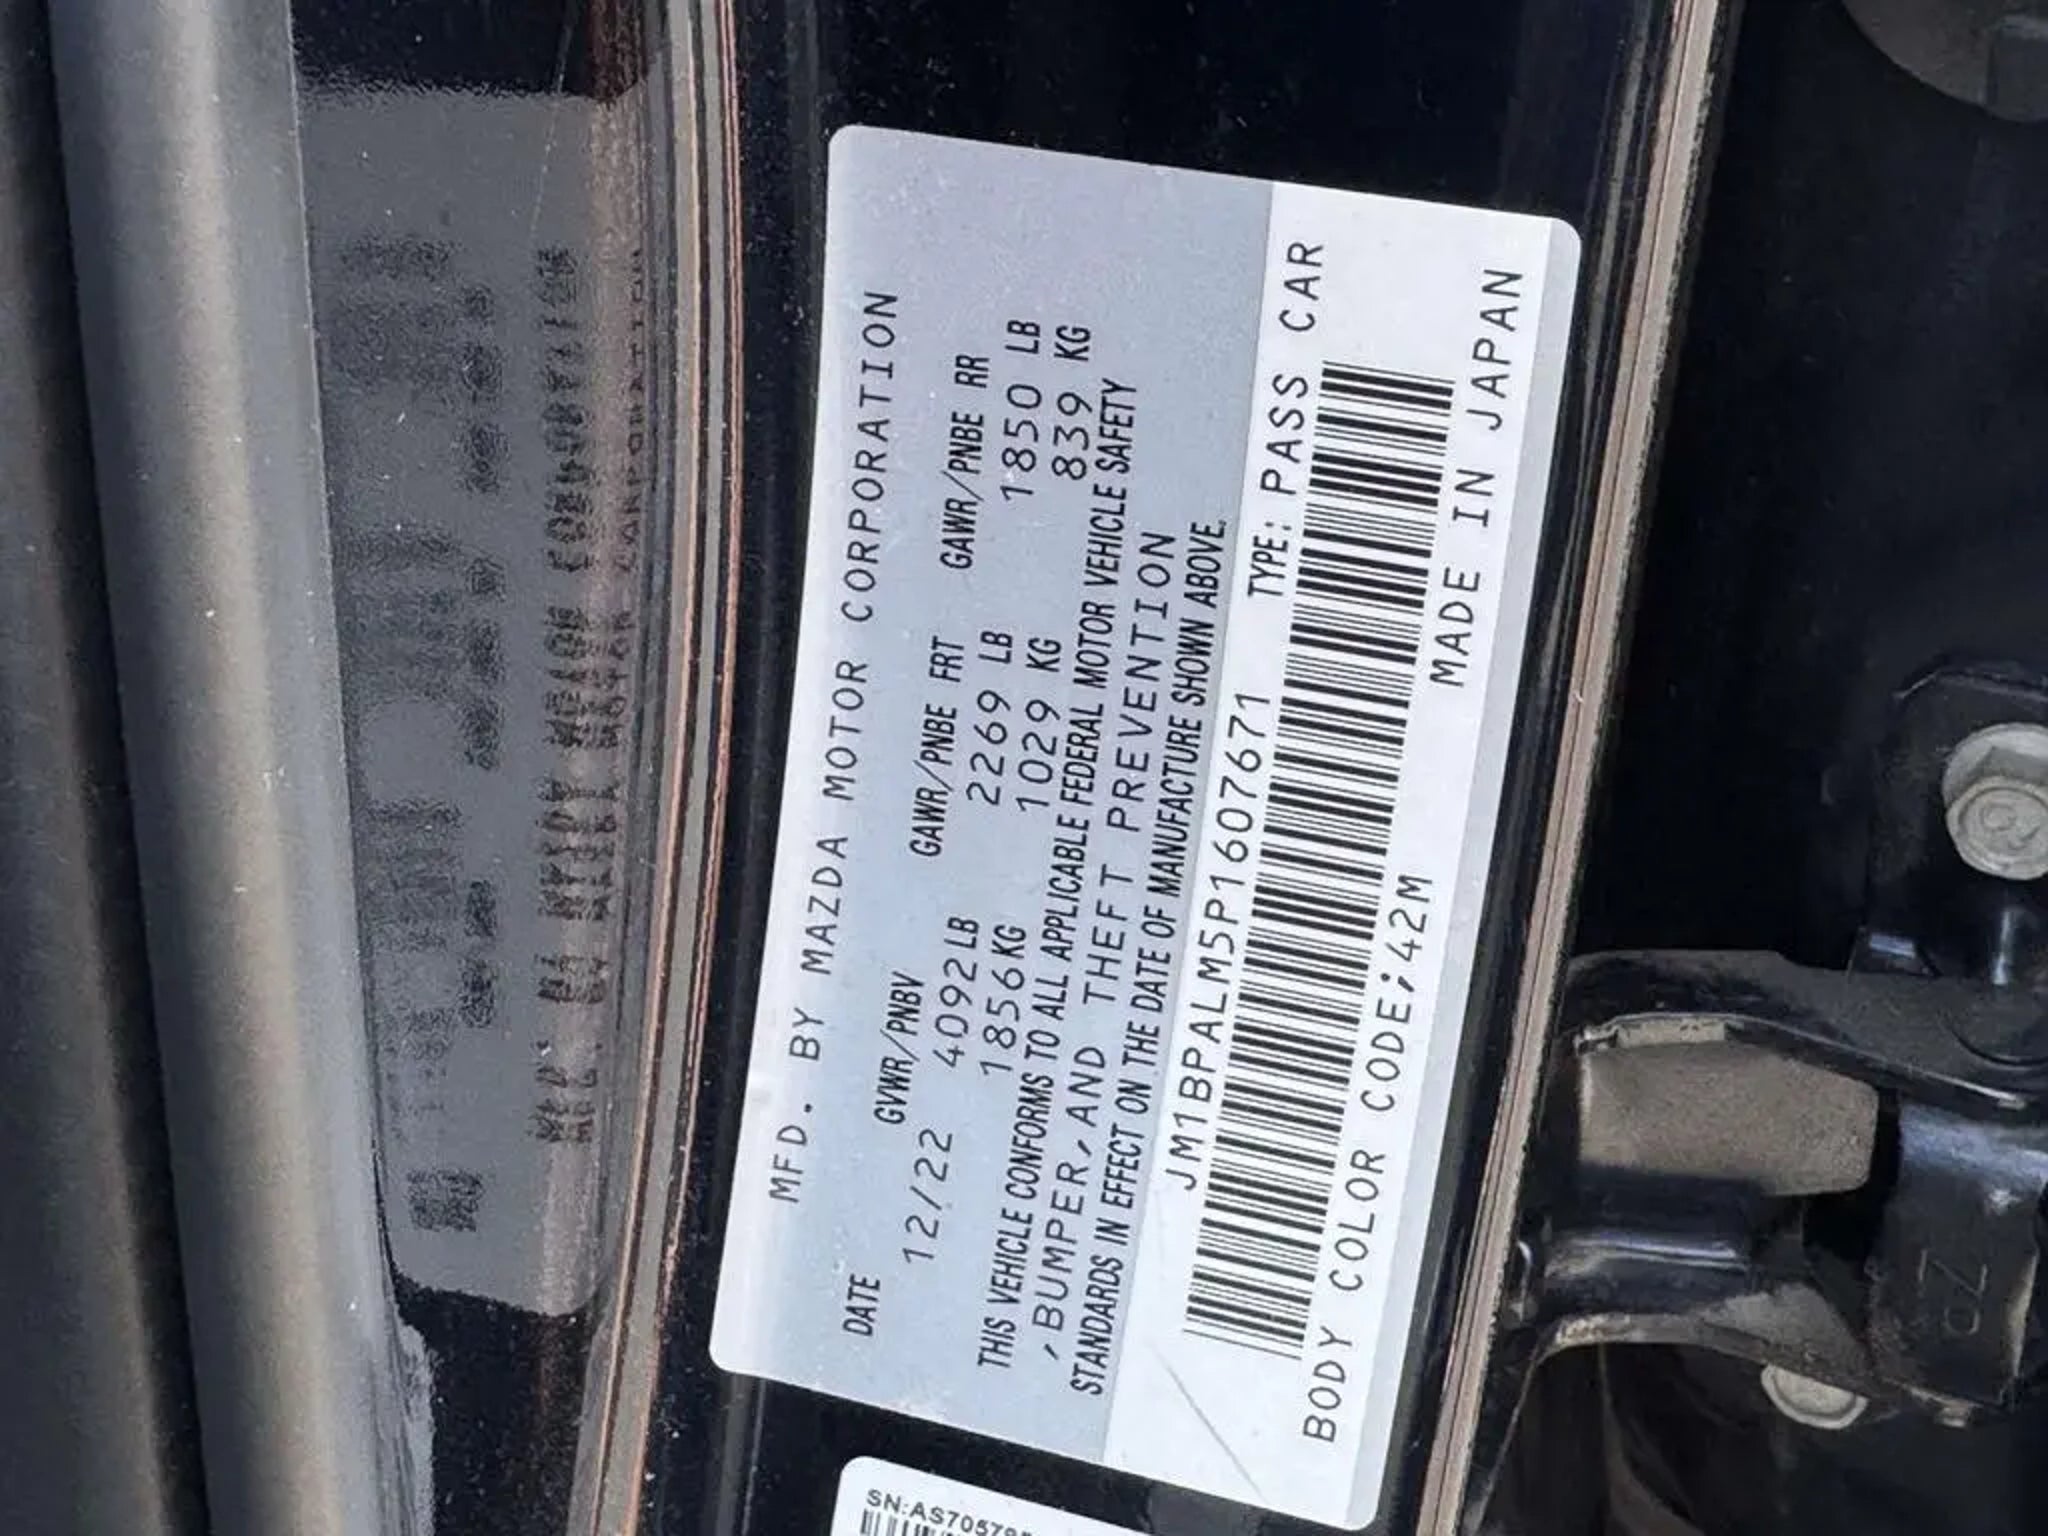 MFD. BY MAZDA MOTOR CORPORATION
DATE GVWR/PNBV GAWR/PNBE FRT GAWR/PNBE RR
12/22 4092LB 2269 LB 1850 LB
1856KG 1029 KG 839 KG
THIS VEHICLE CONFORMS TO ALL APPLICABLE FEDERAL MOTOR VEHICLE SAFETY
,BUMPER,AND THEFT PREVENTION
STANDARDS IN EFFECT ON THE DATE OF MANUFACTURE SHOWN ABOVE.
JM1BPALM5P1607671 TYPE: PASS CAR
BODY COLOR CODE;42M MADE IN JAPAN